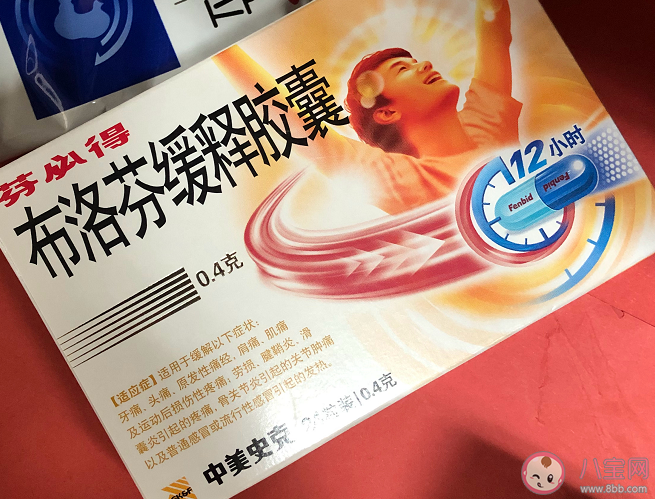 芬必得
布洛芬缓释胶囊
0.4克
12小时
Fenbid
Fenbid
【适应症】适用于缓解以下症状：
牙痛、头痛、原发性痛经、肩痛、肌痛
及运动后损伤性疼痛，劳损、腱鞘炎、滑
囊炎引起的疼痛，骨关节炎引起的关节肿痛
以及普通感冒或流行性感冒引起的发热。
中美史克
粒装|0.4克
八宝网
www.8bb.com